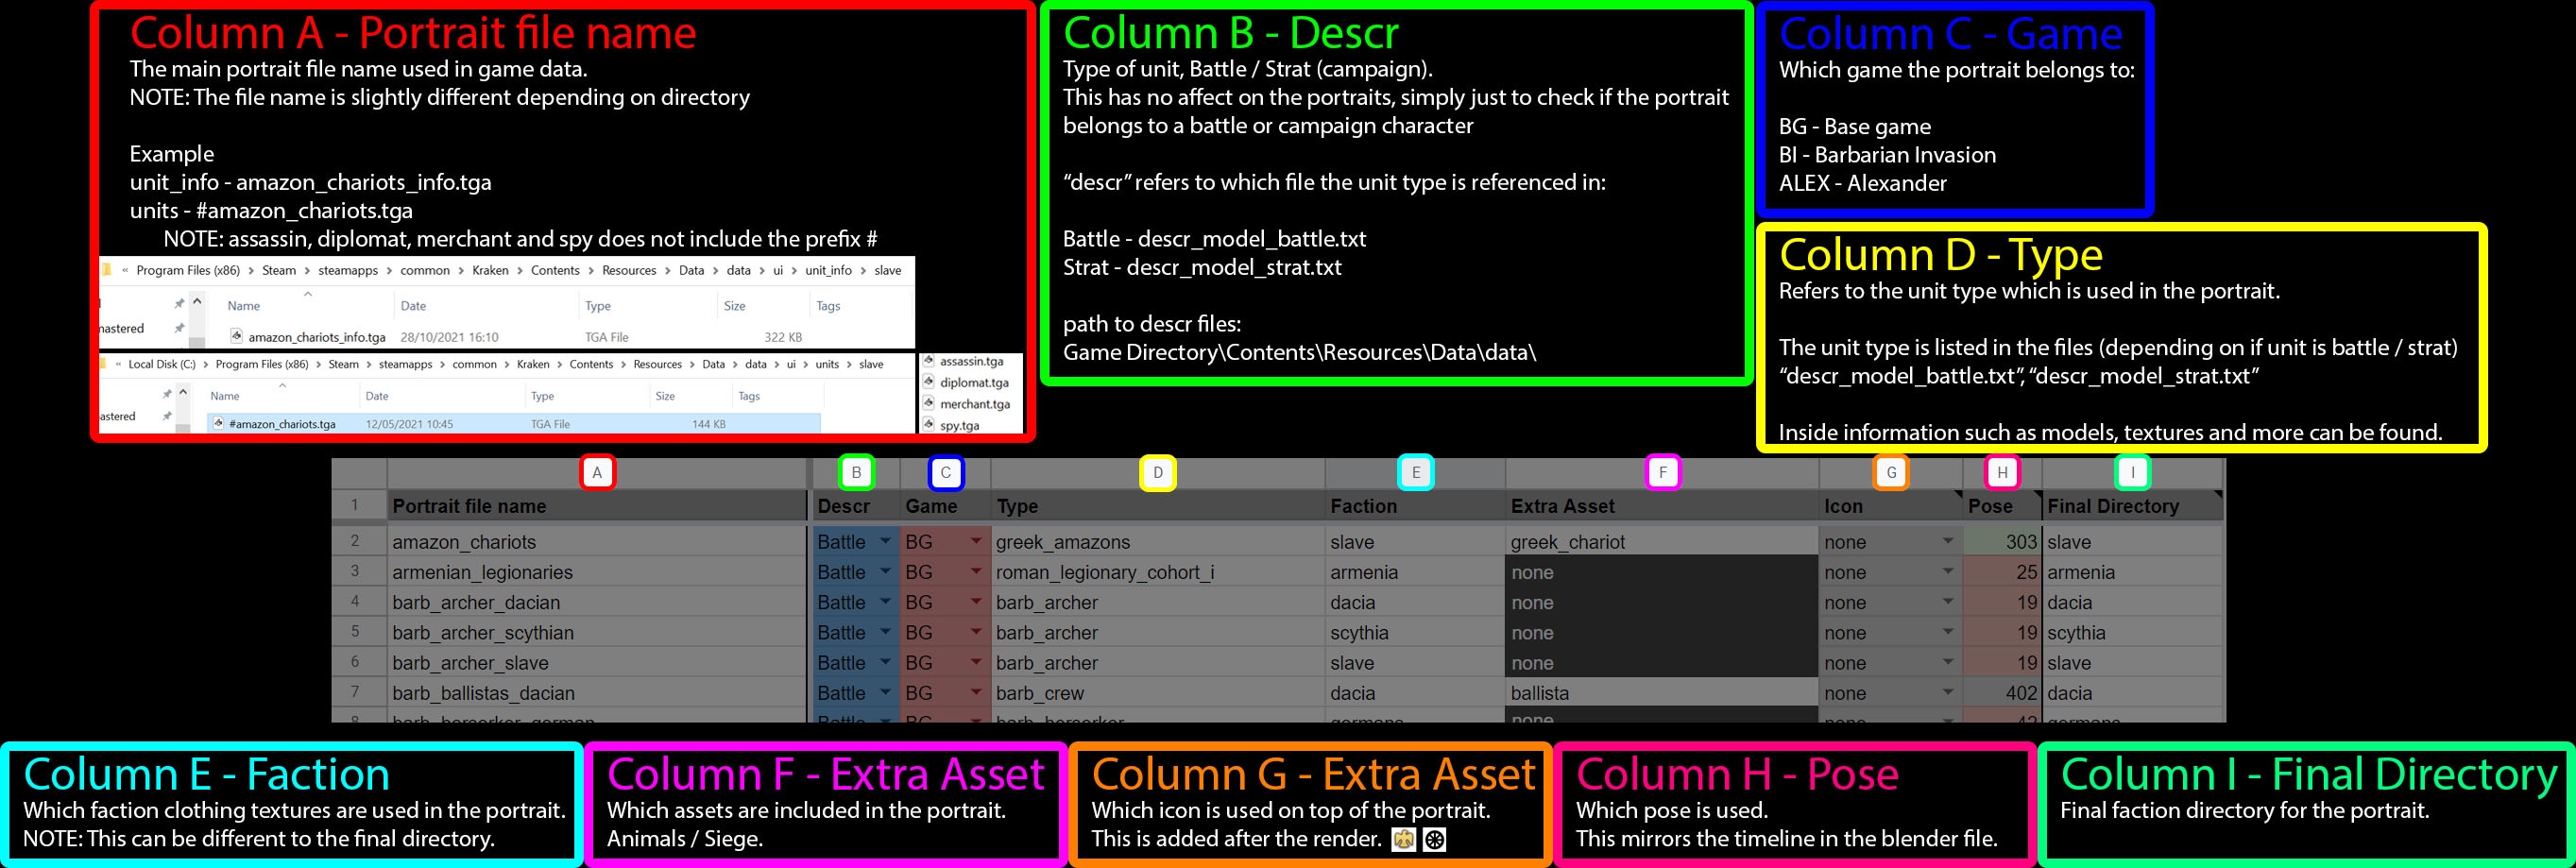 Column A - Portrait file name
The main portrait file name used in game data.
NOTE: The file name is slightly different depending on directory
Example
unit_info - amazon_chariots_info.tga
units - #amazon_chariots.tga
NOTE: assassin, diplomat, merchant and spy does not include the prefix #
« Program Files (x86) > Steam > steamapps > common > Kraken > Contents > Resources > Data > data > ui > unit_info > slave
Name Date Type Size Tags
nastered
amazon_chariots_info.tga 28/10/2021 16:10 TGA File 322 KB
« Local Disk (C:) > Program Files (x86) > Steam > steamapps > common > Kraken > Contents > Resources > Data > data > ui > units > slave
Name Date Type Size Tags
astered
#amazon_chariots.tga 12/05/2021 10:45 TGA File 144 KB
assassin.tga
diplomat.tga
merchant.tga
spy.tga
Column B - Descr
Type of unit, Battle / Strat (campaign).
This has no affect on the portraits, simply just to check if the portrait
belongs to a battle or campaign character
“descr” refers to which file the unit type is referenced in:
Battle - descr_model_battle.txt
Strat - descr_model_strat.txt
path to descr files:
Game Directory\Contents\Resources\Data\data\
Column C - Game
Which game the portrait belongs to:
BG - Base game
BI - Barbarian Invasion
ALEX - Alexander
Column D - Type
Refers to the unit type which is used in the portrait.
The unit type is listed in the files (depending on if unit is battle / strat)
“descr_model_battle.txt”, “descr_model_strat.txt”
Inside information such as models, textures and more can be found.
A B C D E F G H I
1 Portrait file name Descr Game Type Faction Extra Asset Icon Pose Final Directory
2 amazon_chariots Battle BG greek_amazons slave greek_chariot none 303 slave
3 armenian_legionaries Battle BG roman_legionary_cohort_i armenia none none 25 armenia
4 barb_archer_dacian Battle BG barb_archer dacia none none 19 dacia
5 barb_archer_scythian Battle BG barb_archer scythia none none 19 scythia
6 barb_archer_slave Battle BG barb_archer slave none none 19 slave
7 barb_ballistas_dacian Battle BG barb_crew dacia ballista none 402 dacia
8 barb_berserker_german Battle BG barb_berserker germans none none 42 germans
Column E - Faction
Which faction clothing textures are used in the portrait.
NOTE: This can be different to the final directory.
Column F - Extra Asset
Which assets are included in the portrait.
Animals / Siege.
Column G - Extra Asset
Which icon is used on top of the portrait.
This is added after the render.
Column H - Pose
Which pose is used.
This mirrors the timeline in the blender file.
Column I - Final Directory
Final faction directory for the portrait.